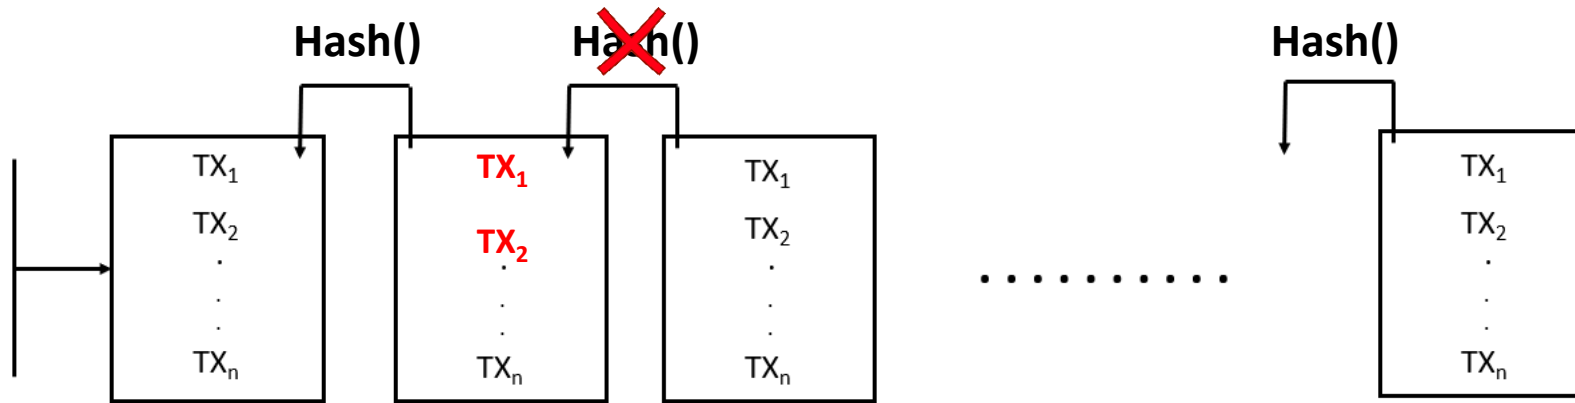 Hash() Hash() Hash()
TX₁ TX₁ TX₁ TX₁
TX₂ TX₂ TX₂ TX₂
TXₙ TXₙ TXₙ TXₙ